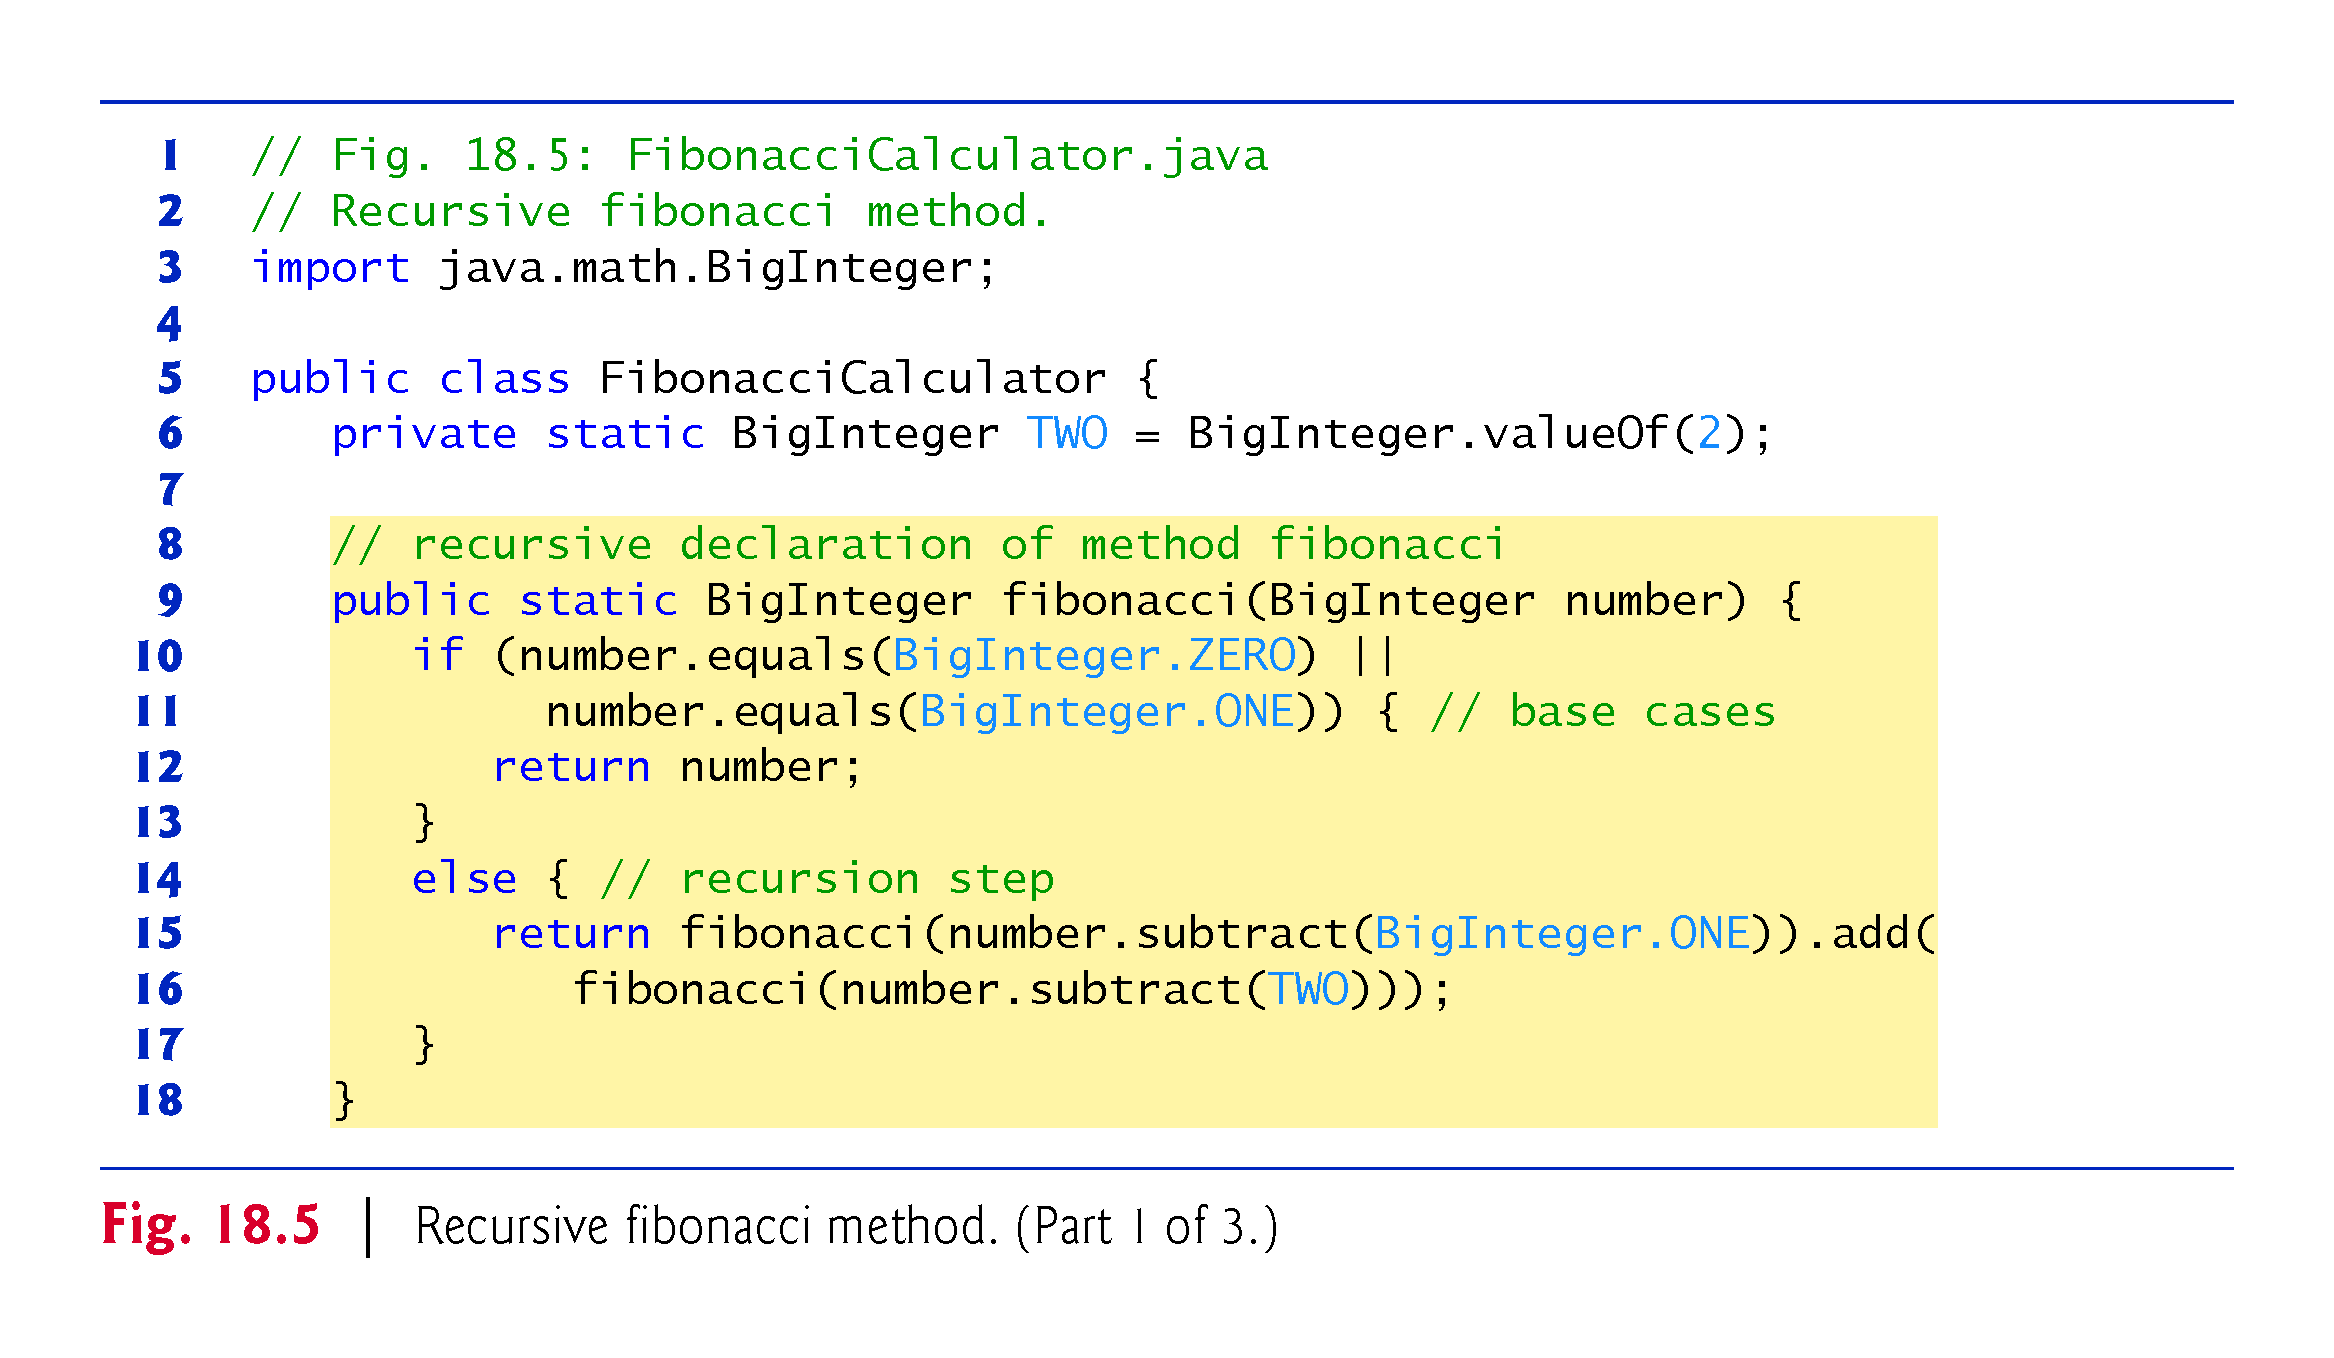 1 // Fig. 18.5: FibonacciCalculator.java
2 // Recursive fibonacci method.
3 import java.math.BigInteger;
4
5 public class FibonacciCalculator {
6    private static BigInteger TWO = BigInteger.valueOf(2);
7
8    // recursive declaration of method fibonacci
9    public static BigInteger fibonacci(BigInteger number) {
10       if (number.equals(BigInteger.ZERO) ||
11            number.equals(BigInteger.ONE)) { // base cases
12          return number;
13       }
14       else { // recursion step
15          return fibonacci(number.subtract(BigInteger.ONE)).add(
16             fibonacci(number.subtract(TWO)));
17       }
18    }
Fig. 18.5 | Recursive fibonacci method. (Part 1 of 3.)